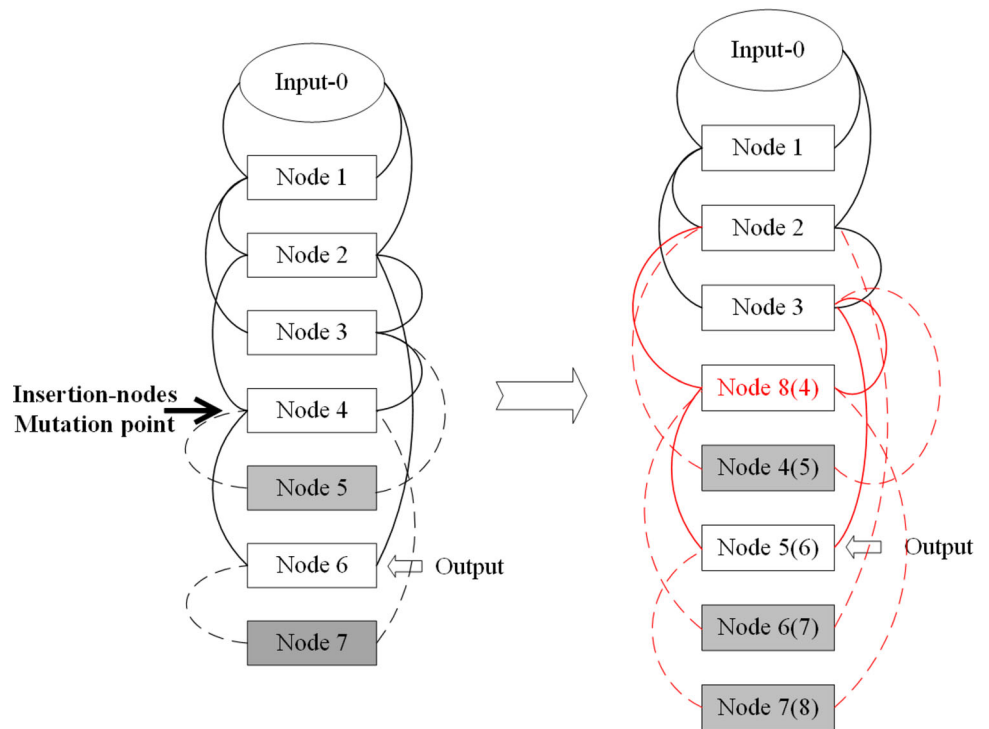 Input-0
Node 1
Node 2
Node 3
Insertion-nodes
Mutation point
Node 4
Node 5
Node 6
Output
Node 7
Input-0
Node 1
Node 2
Node 3
Node 8(4)
Node 4(5)
Node 5(6)
Output
Node 6(7)
Node 7(8)